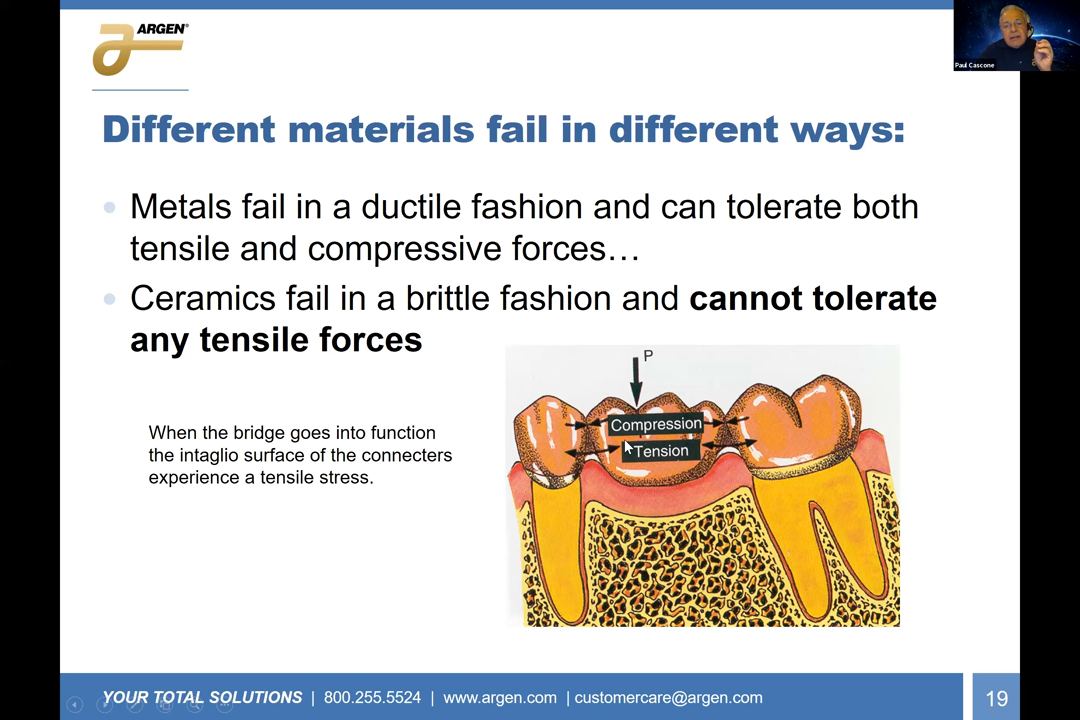 ARGEN®
Paul Cascone
Different materials fail in different ways:
• Metals fail in a ductile fashion and can tolerate both
tensile and compressive forces…
• Ceramics fail in a brittle fashion and cannot tolerate
any tensile forces
P
Compression
Tension
When the bridge goes into function
the intaglio surface of the connecters
experience a tensile stress.
YOUR TOTAL SOLUTIONS | 800.255.5524 | www.argen.com | customercare@argen.com
19